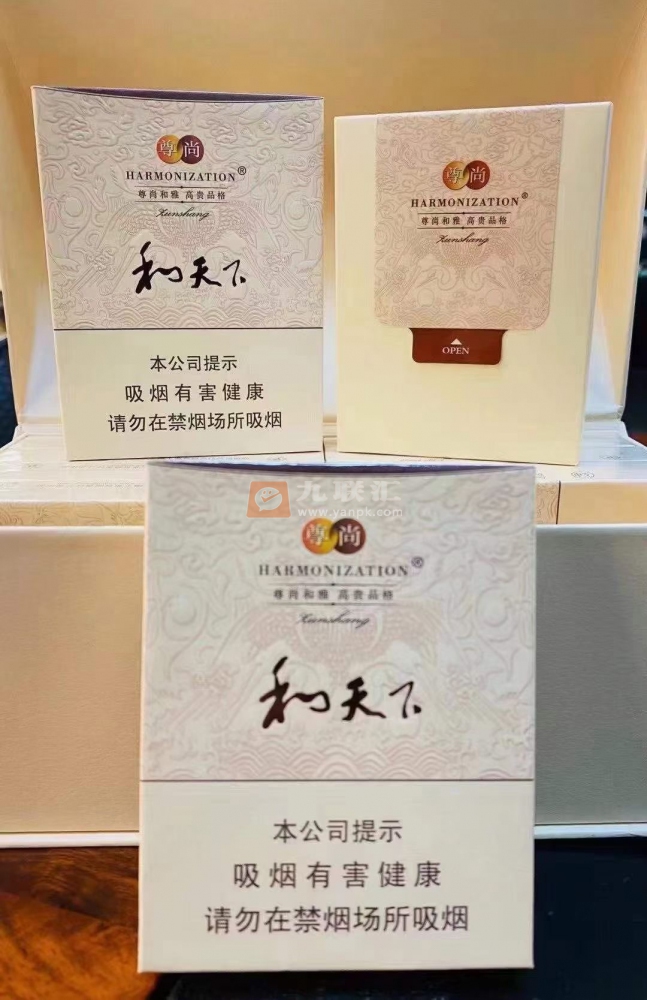 尊尚
HARMONIZATION®
尊尚和雅 高贵品格
Zunshang
和天下
本公司提示
吸烟有害健康
请勿在禁烟场所吸烟
尊尚
HARMONIZATION®
尊尚和雅 高贵品格
Zunshang
OPEN
九联汇
www.yanpk.com
尊尚
HARMONIZATION®
尊尚和雅 高贵品格
Zunshang
和天下
本公司提示
吸烟有害健康
请勿在禁烟场所吸烟